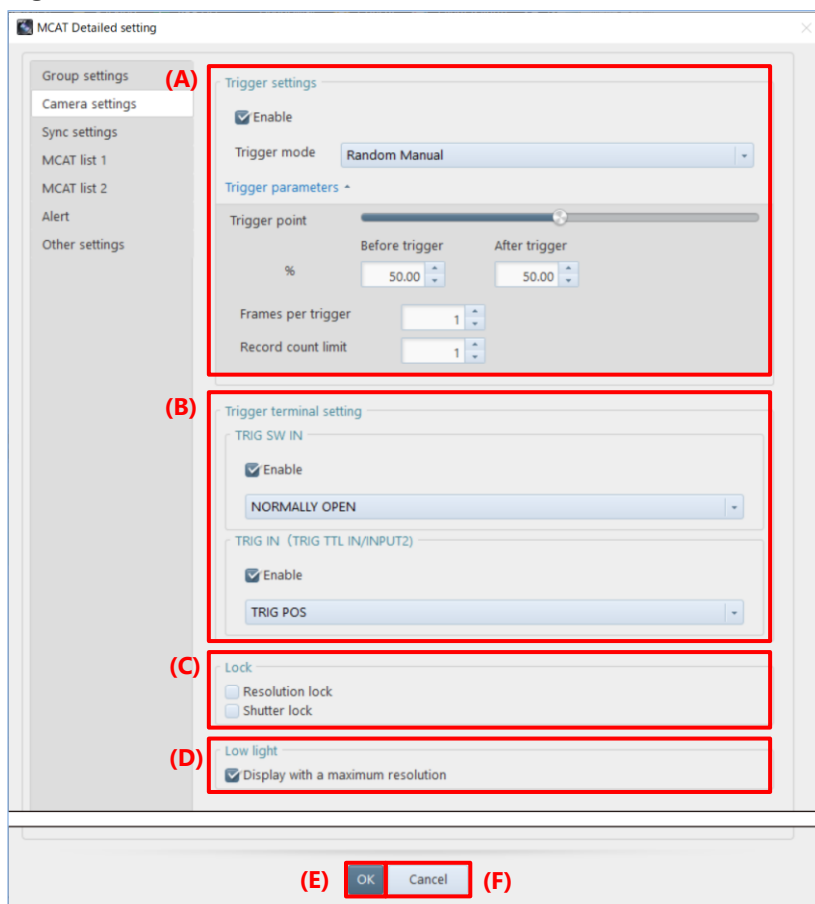 MCAT Detailed setting
Group settings
Camera settings
Sync settings
MCAT list 1
MCAT list 2
Alert
Other settings
(A)
Trigger settings
Enable
Trigger mode Random Manual
Trigger parameters
Trigger point
Before trigger After trigger
% 50.00 50.00
Frames per trigger 1
Record count limit 1
(B)
Trigger terminal setting
TRIG SW IN
Enable
NORMALLY OPEN
TRIG IN（TRIG TTL IN/INPUT2)
Enable
TRIG POS
(C)
Lock
Resolution lock
Shutter lock
(D)
Low light
Display with a maximum resolution
(E) OK Cancel (F)